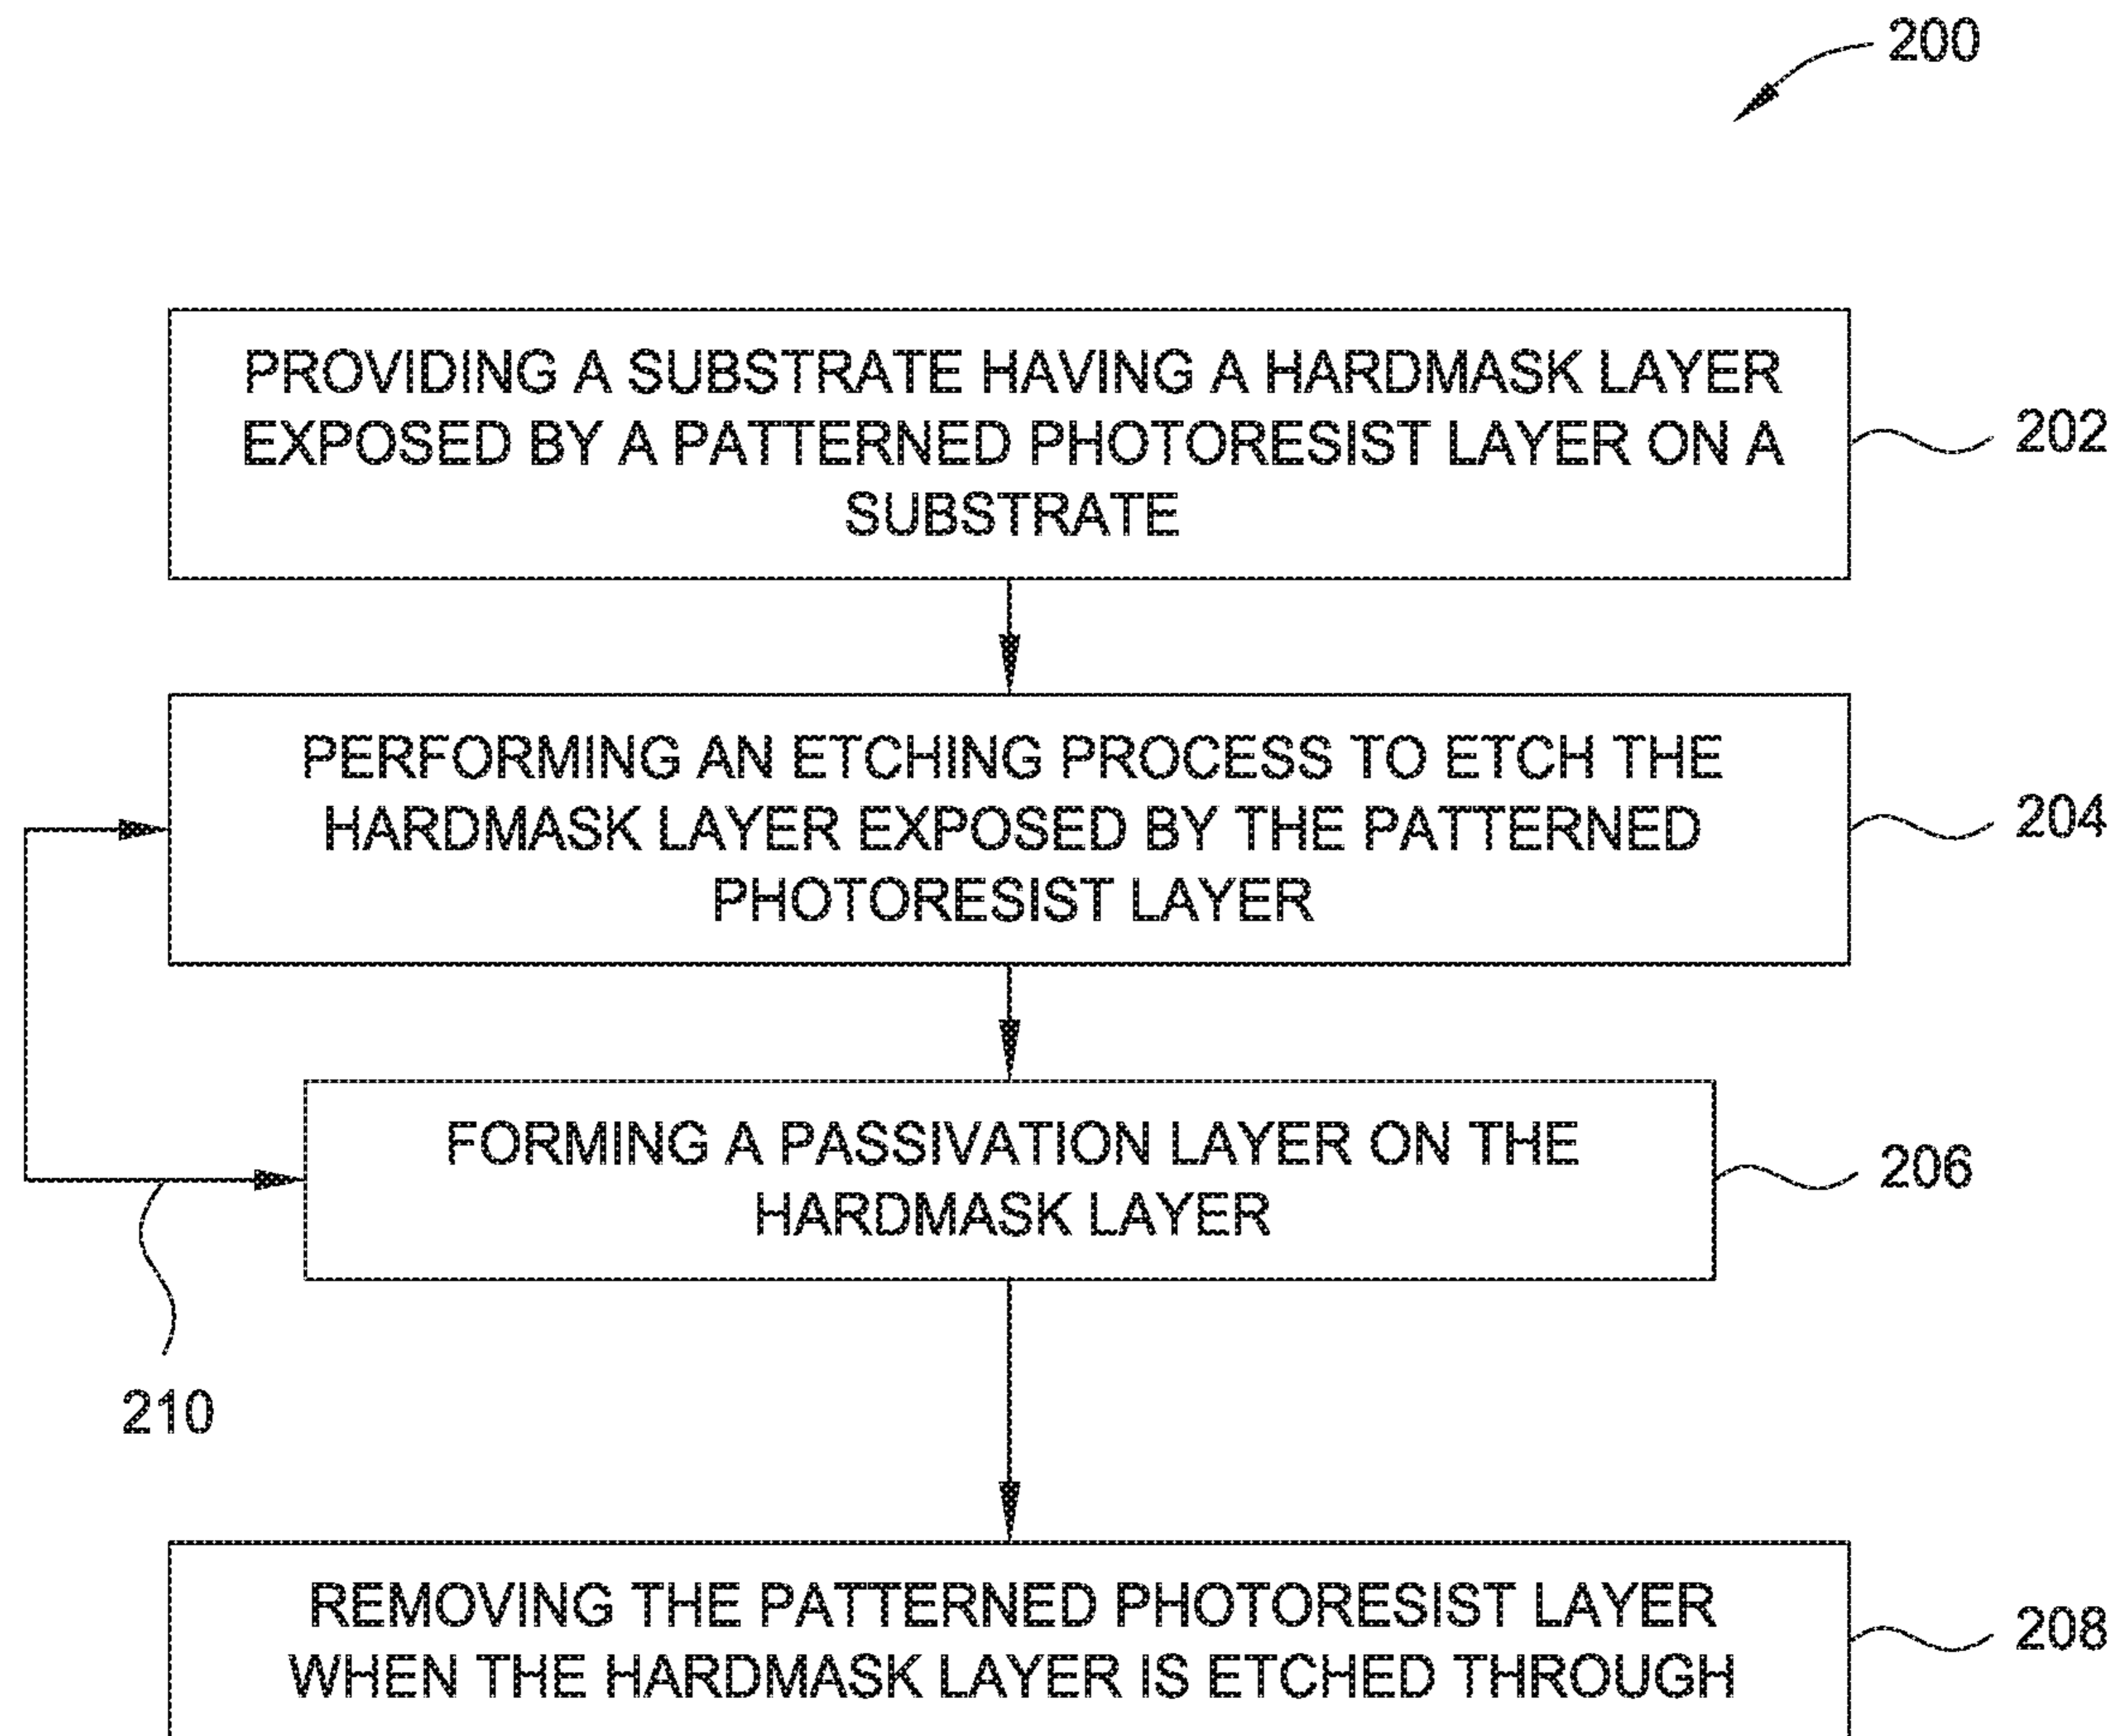 200
PROVIDING A SUBSTRATE HAVING A HARDMASK LAYER
EXPOSED BY A PATTERNED PHOTORESIST LAYER ON A
SUBSTRATE
202
PERFORMING AN ETCHING PROCESS TO ETCH THE
HARDMASK LAYER EXPOSED BY THE PATTERNED
PHOTORESIST LAYER
204
FORMING A PASSIVATION LAYER ON THE
HARDMASK LAYER
206
210
REMOVING THE PATTERNED PHOTORESIST LAYER
WHEN THE HARDMASK LAYER IS ETCHED THROUGH
208